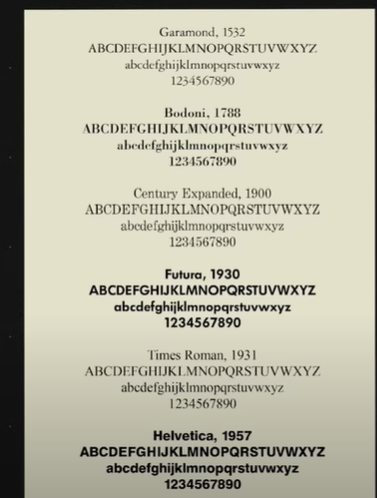 Garamond, 1532
ABCDEFGHIJKLMNOPQRSTUVWXYZ
abcdefghijklmnopqrstuvwxyz
1234567890
Bodoni, 1788
ABCDEFGHIJKLMNOPQRSTUVWXYZ
abcdefghijklmnopqrstuvwxyz
1234567890
Century Expanded, 1900
ABCDEFGHIJKLMNOPQRSTUVWXYZ
abcdefghijklmnopqrstuvwxyz
1234567890
Futura, 1930
ABCDEFGHIJKLMNOPQRSTUVWXYZ
abcdefghijklmnopqrstuvwxyz
1234567890
Times Roman, 1931
ABCDEFGHIJKLMNOPQRSTUVWXYZ
abcdefghijklmnopqrstuvwxyz
1234567890
Helvetica, 1957
ABCDEFGHIJKLMNOPQRSTUVWXYZ
abcdefghijklmnopqrstuvwxyz
1234567890